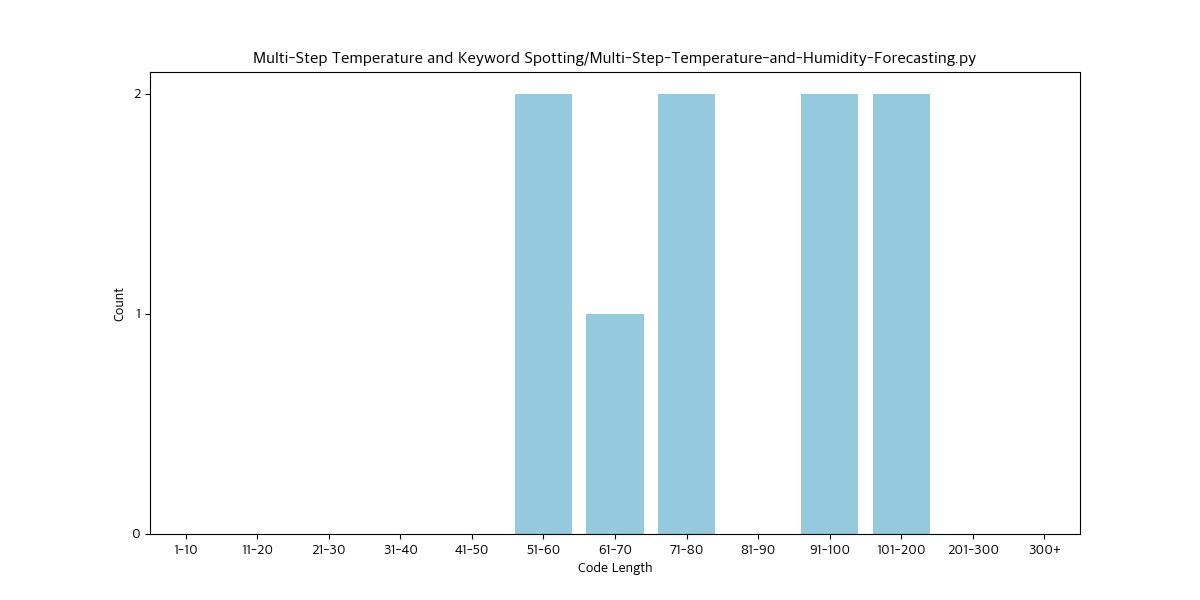 Multi-Step Temperature and Keyword Spotting/Multi-Step-Temperature-and-Humidity-Forecasting.py
2
1
0
Count
1-10 11-20 21-30 31-40 41-50 51-60 61-70 71-80 81-90 91-100 101-200 201-300 300+
Code Length